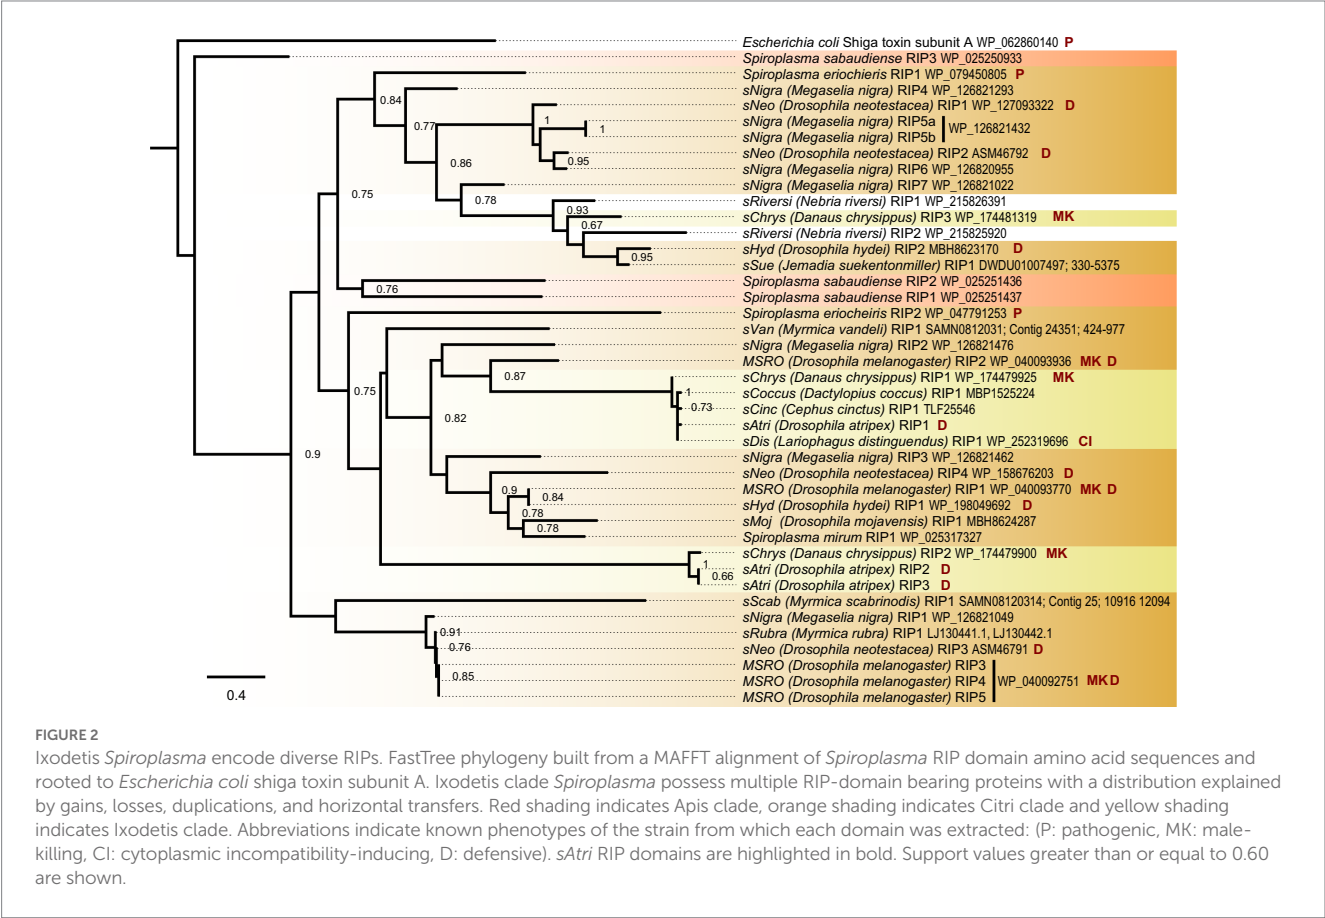 Escherichia coli Shiga toxin subunit A WP_062860140 P
Spiroplasma sabaudiense RIP3 WP_025250933
Spiroplasma eriochieris RIP1 WP_079450805 P
sNigra (Megaselia nigra) RIP4 WP_126821293
sNeo (Drosophila neotestacea) RIP1 WP_127093322 D
sNigra (Megaselia nigra) RIP5a
WP_126821432
sNigra (Megaselia nigra) RIP5b
sNeo (Drosophila neotestacea) RIP2 ASM46792 D
sNigra (Megaselia nigra) RIP6 WP_126820955
sNigra (Megaselia nigra) RIP7 WP_126821022
sRiversi (Nebria riversi) RIP1 WP_215826391
sChrys (Danaus chrysippus) RIP3 WP_174481319 MK
sRiversi (Nebria riversi) RIP2 WP_215825920
sHyd (Drosophila hydei) RIP2 MBH8623170 D
sSue (Jemadia suekentonmiller) RIP1 DWDU01007497; 330-5375
Spiroplasma sabaudiense RIP2 WP_025251436
Spiroplasma sabaudiense RIP1 WP_025251437
Spiroplasma eriocheiris RIP2 WP_047791253 P
sVan (Myrmica vandeli) RIP1 SAMN0812031; Contig 24351; 424-977
sNigra (Megaselia nigra) RIP2 WP_126821476
MSRO (Drosophila melanogaster) RIP2 WP_040093936 MK D
sChrys (Danaus chrysippus) RIP1 WP_174479925 MK
sCoccus (Dactylopius coccus) RIP1 MBP1525224
sCinc (Cephus cinctus) RIP1 TLF25546
sAtri (Drosophila atripex) RIP1 D
sDis (Lariophagus distinguendus) RIP1 WP_252319696 CI
sNigra (Megaselia nigra) RIP3 WP_126821462
sNeo (Drosophila neotestacea) RIP4 WP_158676203 D
MSRO (Drosophila melanogaster) RIP1 WP_040093770 MK D
sHyd (Drosophila hydei) RIP1 WP_198049692 D
sMoj (Drosophila mojavensis) RIP1 MBH8624287
Spiroplasma mirum RIP1 WP_025317327
sChrys (Danaus chrysippus) RIP2 WP_174479900 MK
sAtri (Drosophila atripex) RIP2 D
sAtri (Drosophila atripex) RIP3 D
sScab (Myrmica scabrinodis) RIP1 SAMN08120314; Contig 25; 10916 12094
sNigra (Megaselia nigra) RIP1 WP_126821049
sRubra (Myrmica rubra) RIP1 LJ130441.1, LJ130442.1
sNeo (Drosophila neotestacea) RIP3 ASM46791 D
MSRO (Drosophila melanogaster) RIP3
MSRO (Drosophila melanogaster) RIP4 WP_040092751 MK D
MSRO (Drosophila melanogaster) RIP5
0.84
0.77
1
1
0.86
0.95
0.78
0.75
0.93
0.67
0.95
0.76
0.75
0.87
1
0.73
0.82
0.9
0.9
0.84
0.78
0.78
1
0.66
0.91
0.76
0.85
0.4
FIGURE 2
Ixodetis Spiroplasma encode diverse RIPs. FastTree phylogeny built from a MAFFT alignment of Spiroplasma RIP domain amino acid sequences and
rooted to Escherichia coli shiga toxin subunit A. Ixodetis clade Spiroplasma possess multiple RIP-domain bearing proteins with a distribution explained
by gains, losses, duplications, and horizontal transfers. Red shading indicates Apis clade, orange shading indicates Citri clade and yellow shading
indicates Ixodetis clade. Abbreviations indicate known phenotypes of the strain from which each domain was extracted: (P: pathogenic, MK: male-
killing, CI: cytoplasmic incompatibility-inducing, D: defensive). sAtri RIP domains are highlighted in bold. Support values greater than or equal to 0.60
are shown.